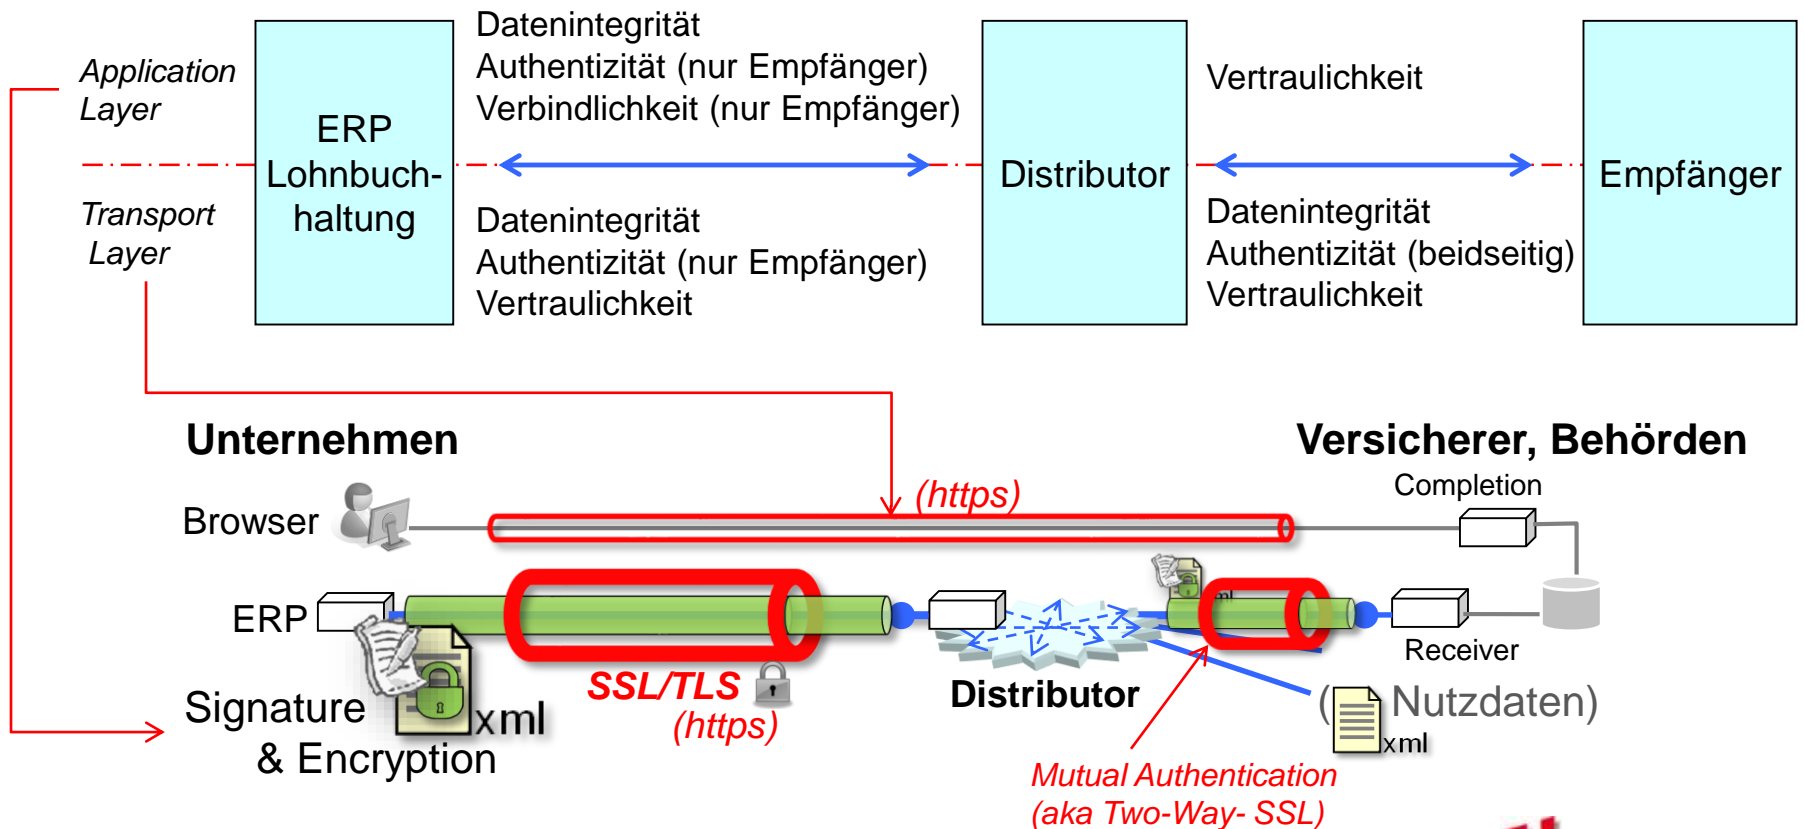 Application
Layer
Transport
Layer
ERP
Lohnbuch-
haltung
Datenintegrität
Authentizität (nur Empfänger)
Verbindlichkeit (nur Empfänger)
Datenintegrität
Authentizität (nur Empfänger)
Vertraulichkeit
Distributor
Vertraulichkeit
Datenintegrität
Authentizität (beidseitig)
Vertraulichkeit
Empfänger
Unternehmen
Versicherer, Behörden
Completion
Browser
(https)
ERP
xml
Receiver
SSL/TLS
(https)
Distributor
Signature
& Encryption
xml
(Nutzdaten)
xml
Mutual Authentication
(aka Two-Way- SSL)